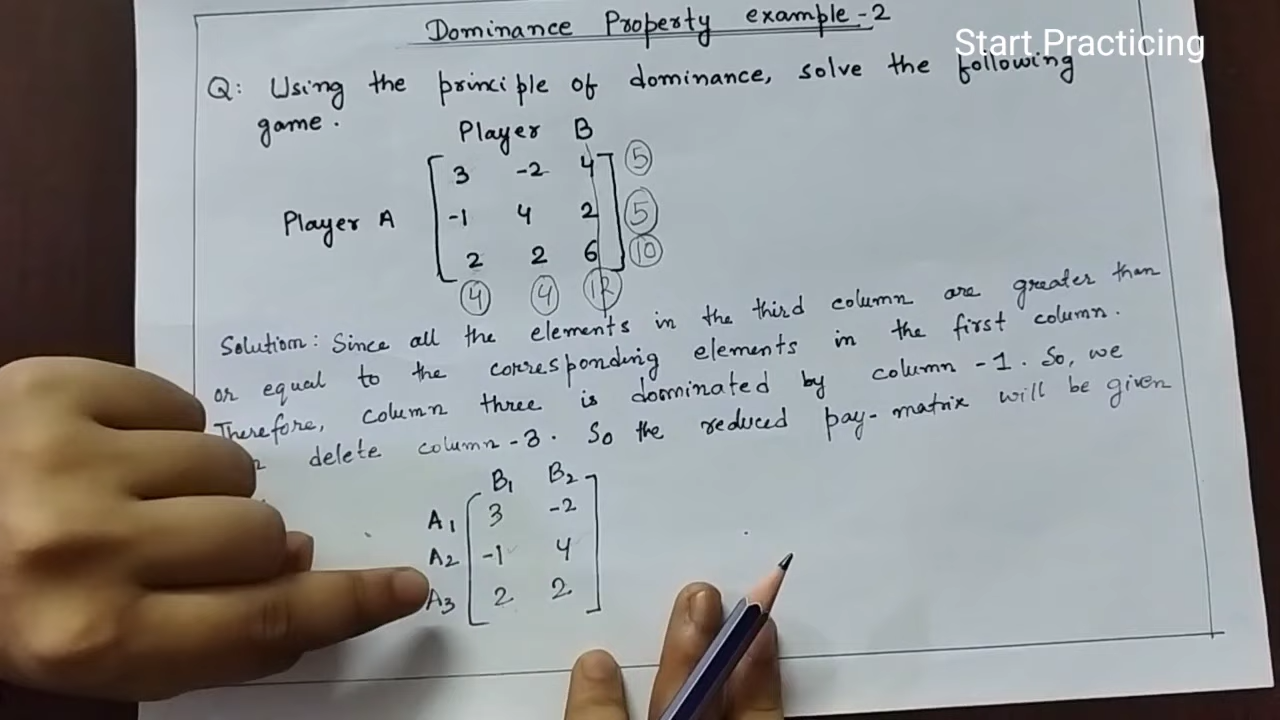 Dominance Property example-2
Start Practicing
Q: Using the principle of dominance, solve the following
game.
Player B
3 -2 4 5
Player A -1 4 2 5
2 2 6 10
4 4 12
Solution: Since all the elements in the third column are greater than
or equal to the corresponding elements in the first column.
Therefore, column three is dominated by column -1. So, we
delete column -3. So the reduced pay-matrix will be given
B1 B2
A1 3 -2
A2 -1 4
A3 2 2